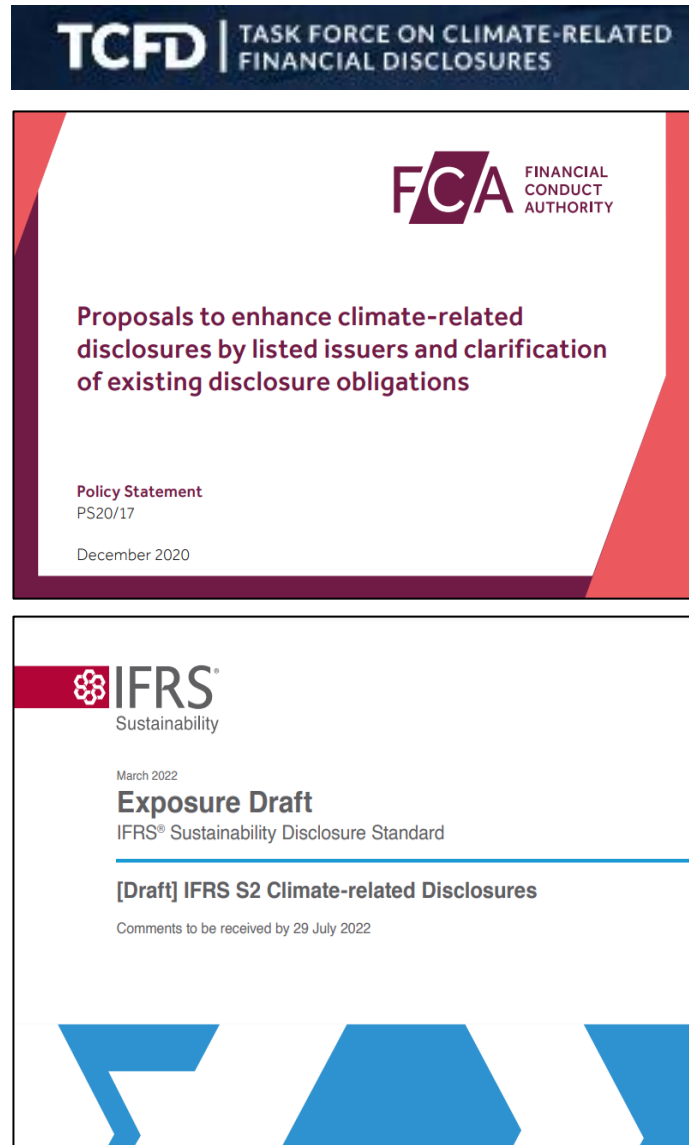 TCFD
TASK FORCE ON CLIMATE-RELATED
FINANCIAL DISCLOSURES
FCA
FINANCIAL
CONDUCT
AUTHORITY
Proposals to enhance climate-related
disclosures by listed issuers and clarification
of existing disclosure obligations
Policy Statement
PS20/17
December 2020
IFRS®
Sustainability
March 2022
Exposure Draft
IFRS® Sustainability Disclosure Standard
[Draft] IFRS S2 Climate-related Disclosures
Comments to be received by 29 July 2022